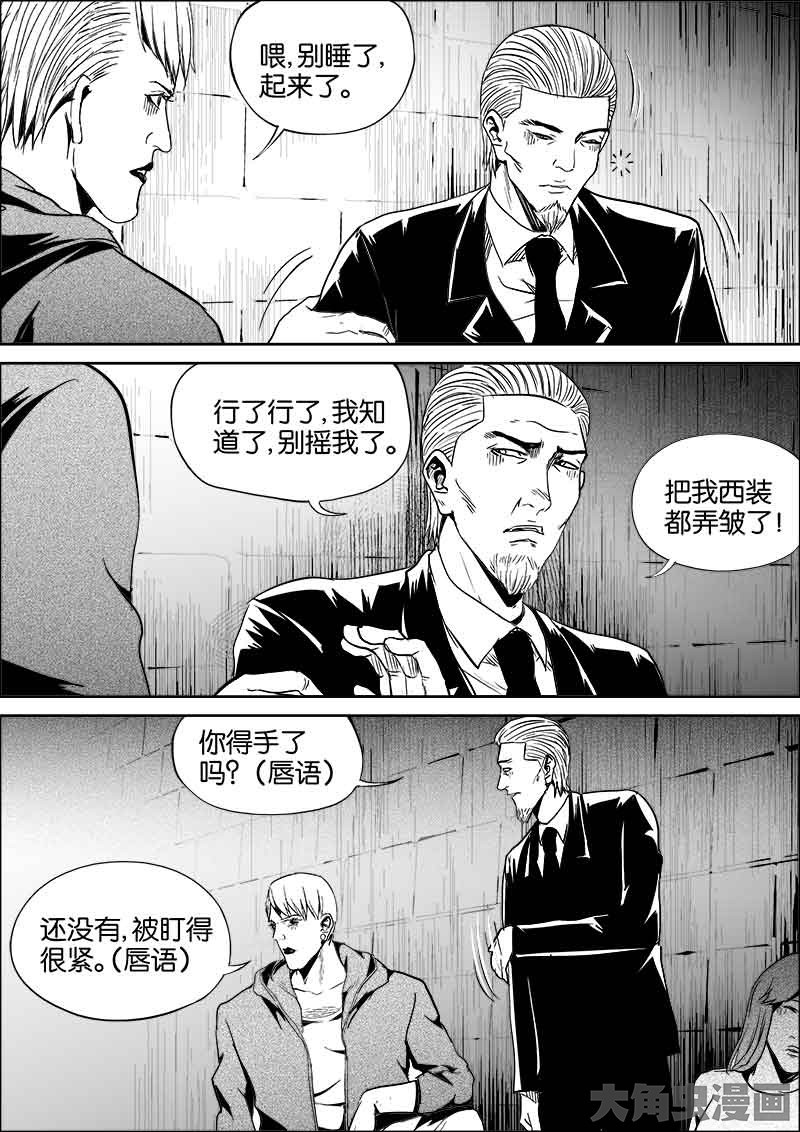 喂,别睡了,
起来了。
行了行了,我知
道了,别摇我了。
把我西装
都弄皱了!
你得手了
吗?(唇语)
还没有,被盯得
很紧。(唇语)
大角虫漫画